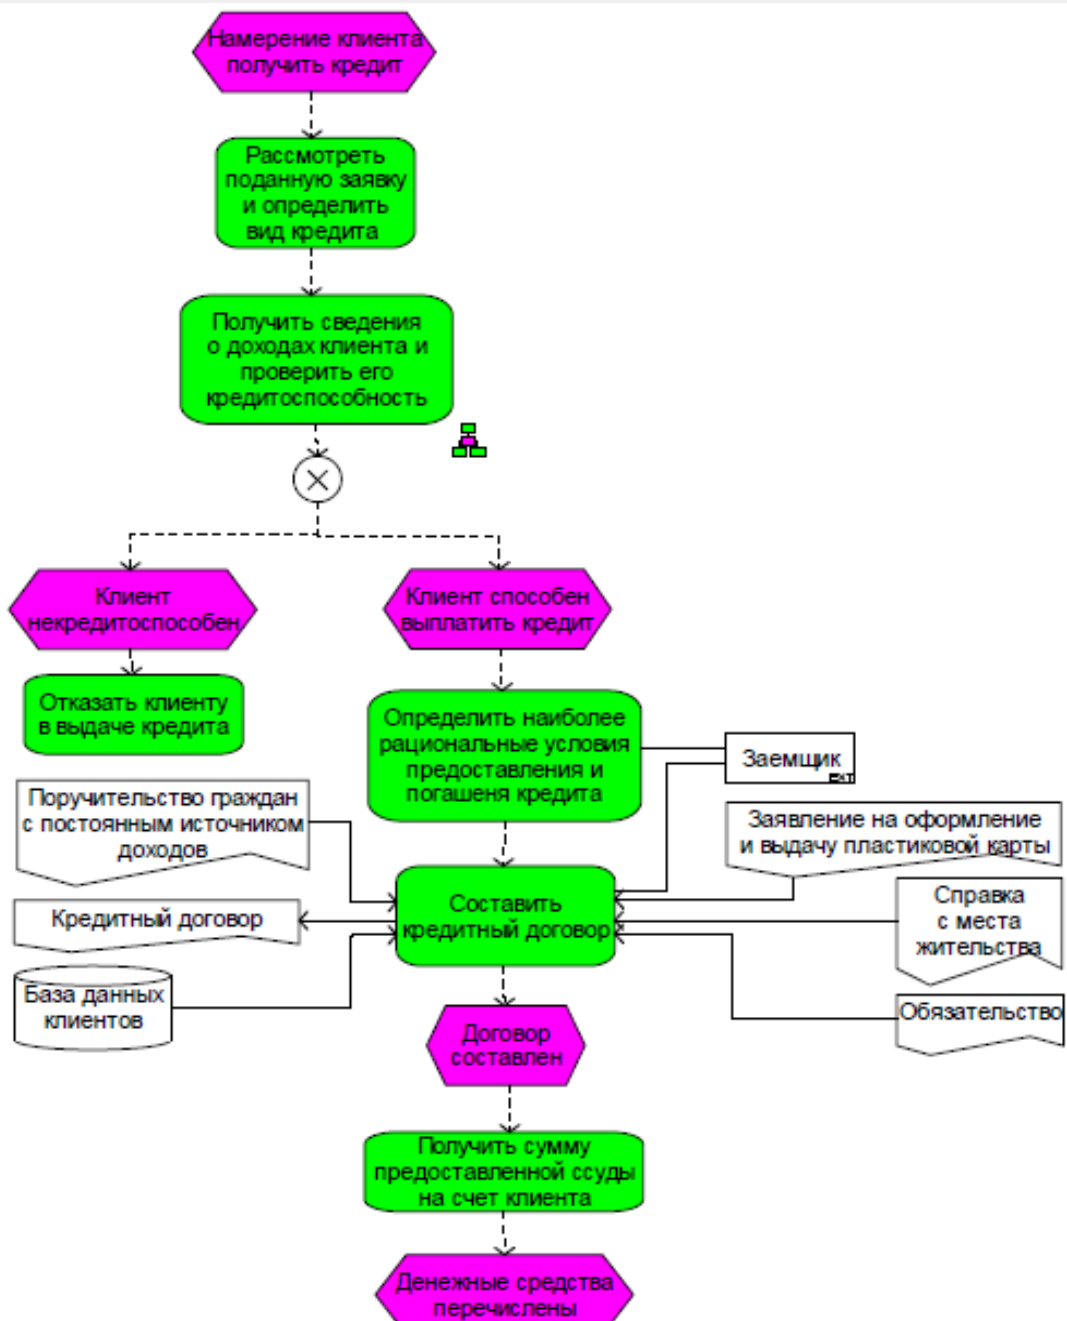 Намерение клиента
получить кредит
Рассмотреть
поданную заявку
и определить
вид кредита
Получить сведения
о доходах клиента и
проверить его
кредитоспособность
Клиент
некредитоспособен
Клиент способен
выплатить кредит
Отказать клиенту
в выдаче кредита
Определить наиболее
рациональные условия
предоставления и
погашеня кредита
Заемщик
EXT
Поручительство граждан
с постоянным источником
доходов
Заявление на оформление
и выдачу пластиковой карты
Кредитный договор
Составить
кредитный договор
Справка
с места
жительства
База данных
клиентов
Обязательство
Договор
составлен
Получить сумму
предоставленной ссуды
на счет клиента
Денежные средства
перечислены